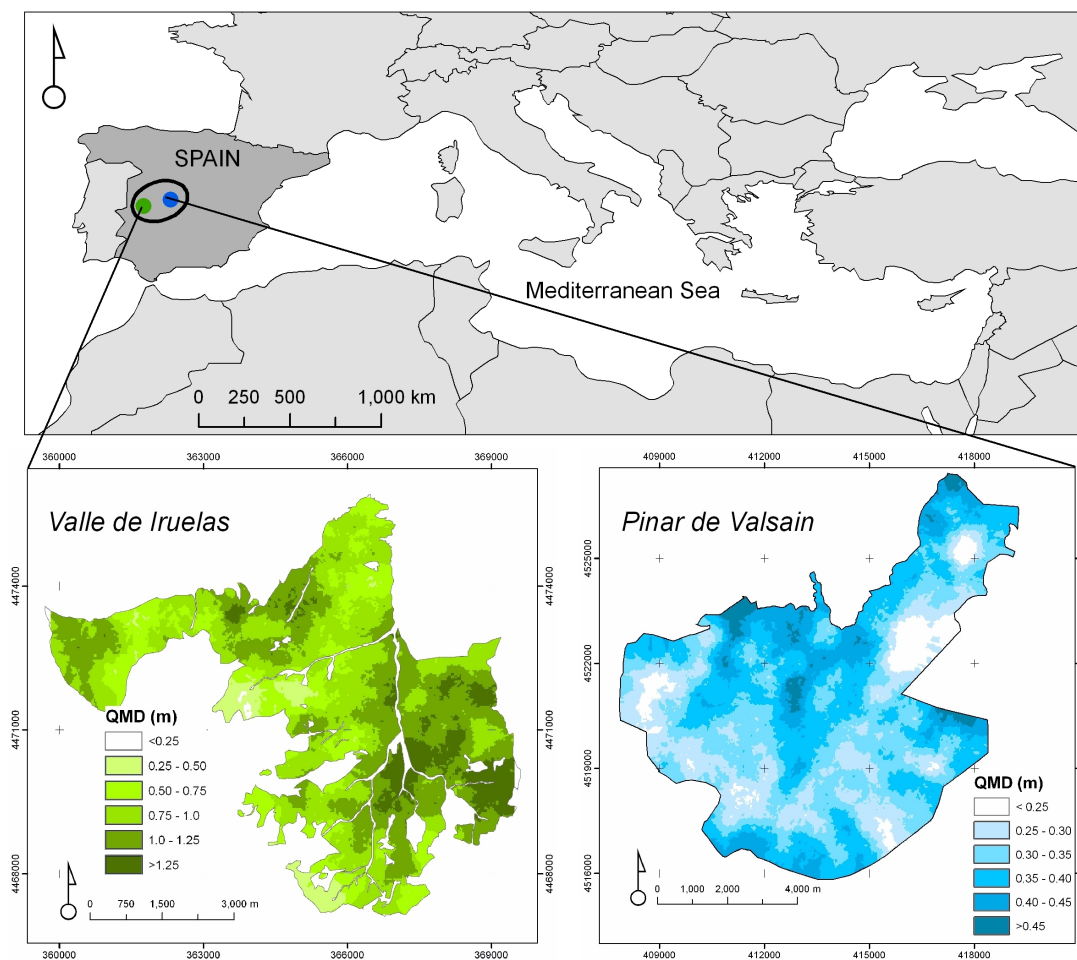 SPAIN
Mediterranean Sea
0 250 500 1,000 km
360000 363000 366000 369000
Valle de Iruelas
4474000
4471000
4468000
4474000
4471000
4468000
QMD (m)
<0.25
0.25 - 0.50
0.50 - 0.75
0.75 - 1.0
1.0 - 1.25
>1.25
0 750 1,500 3,000 m
360000 363000 366000 369000
409000 412000 415000 418000
Pinar de Valsain
4525000
4522000
4519000
4516000
4525000
4522000
4519000
4516000
QMD (m)
< 0.25
0.25 - 0.30
0.30 - 0.35
0.35 - 0.40
0.40 - 0.45
>0.45
0 1,000 2,000 4,000 m
409000 412000 415000 418000